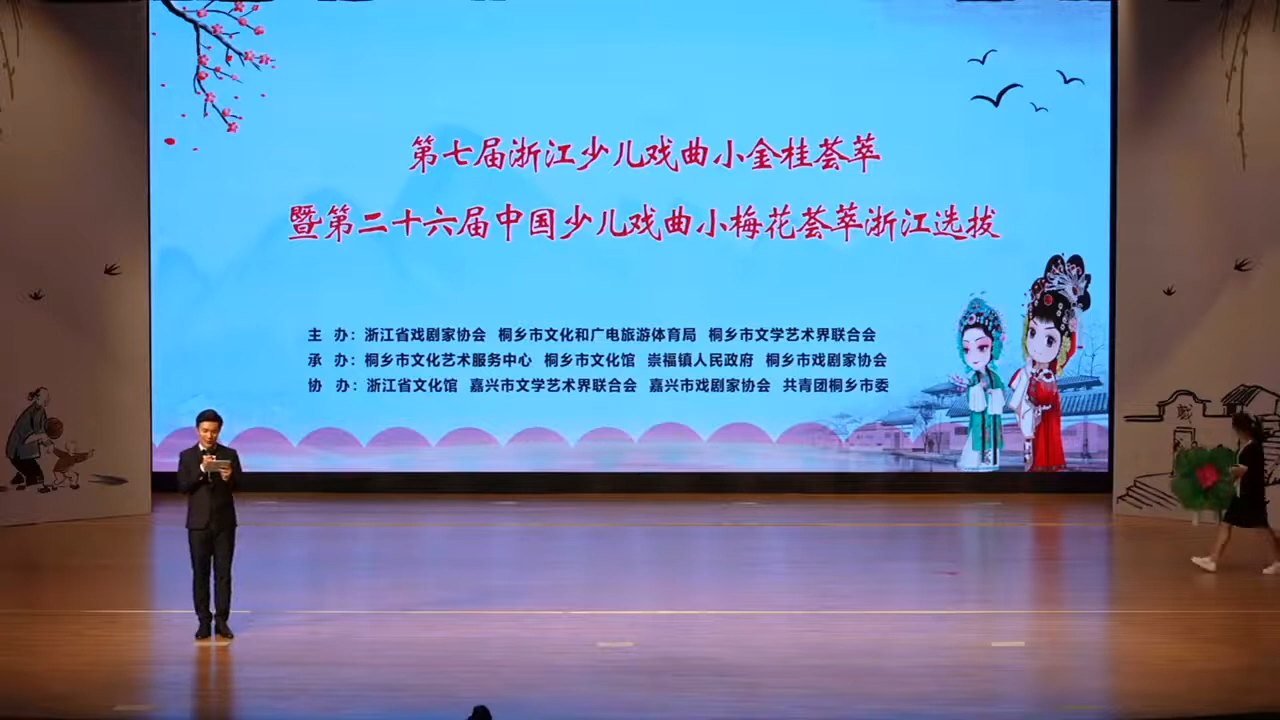 第七届浙江少儿戏曲小金桂荟萃
暨第二十六届中国少儿戏曲小梅花荟萃浙江选拔
主 办：浙江省戏剧家协会 桐乡市文化和广电旅游体育局 桐乡市文学艺术界联合会
承 办：桐乡市文化艺术服务中心 桐乡市文化馆 崇福镇人民政府 桐乡市戏剧家协会
协 办：浙江省文化馆 嘉兴市文学艺术界联合会 嘉兴市戏剧家协会 共青团桐乡市委